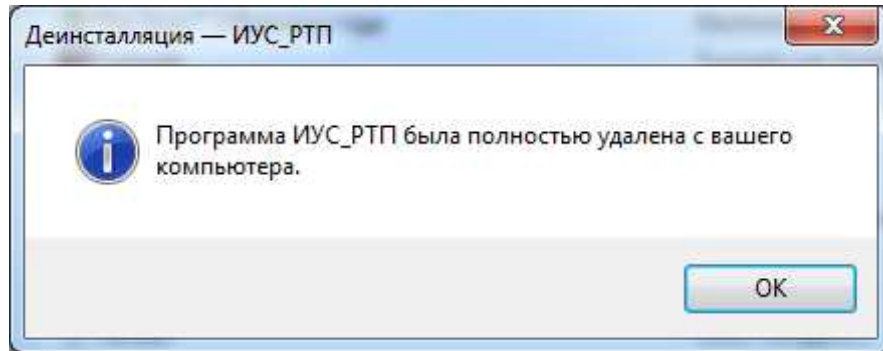 Деинсталляция — ИУС_РТП
Программа ИУС_РТП была полностью удалена с вашего
компьютера.
OK